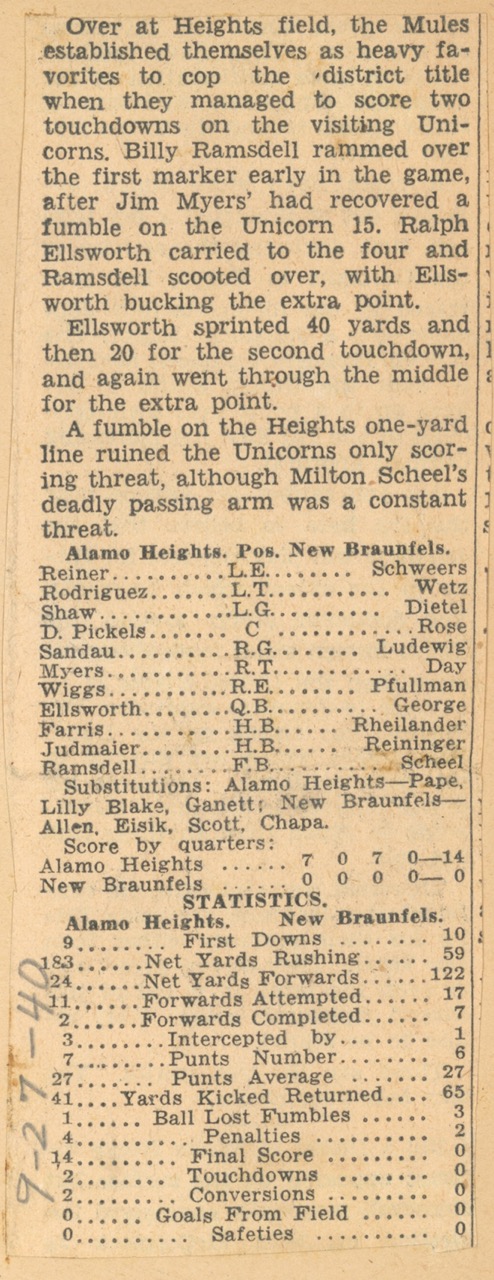 Over at Heights field, the Mules
established themselves as heavy fa-
vorites to cop the district title
when they managed to score two
touchdowns on the visiting Uni-
corns. Billy Ramsdell rammed over
the first marker early in the game,
after Jim Myers' had recovered a
fumble on the Unicorn 15. Ralph
Ellsworth carried to the four and
Ramsdell scooted over, with Ells-
worth bucking the extra point.
Ellsworth sprinted 40 yards and
then 20 for the second touchdown,
and again went through the middle
for the extra point.
A fumble on the Heights one-yard
line ruined the Unicorns only scor-
ing threat, although Milton Scheel's
deadly passing arm was a constant
threat.
Alamo Heights. Pos. New Braunfels.
Reiner..........L.E........ Schweers
Rodriguez.......L.T........... Wetz
Shaw............L.G.......... Dietel
D. Pickels....... C ............Rose
Sandau..........R.G........ Ludewig
Myers...........R.T............ Day
Wiggs...........R.E........ Pfullman
Ellsworth........Q.B.......... George
Farris...........H.B...... Rheilander
Judmaier........H.B....... Reininger
Ramsdell........F.B............Scheel
Substitutions: Alamo Heights—Pape,
Lilly Blake, Ganett; New Braunfels—
Allen, Eisik, Scott, Chapa.
Score by quarters:
Alamo Heights ...... 7 0 7 0—14
New Braunfels ...... 0 0 0 0— 0
STATISTICS.
Alamo Heights. New Braunfels.
9......... First Downs ........ 10
183......Net Yards Rushing...... 59
24......Net Yards Forwards......122
11......Forwards Attempted...... 17
2......Forwards Completed...... 7
3........Intercepted by........ 1
7........Punts Number........ 6
27....... Punts Average ....... 27
41....Yards Kicked Returned.... 65
1...... Ball Lost Fumbles ...... 3
4.......... Penalties .......... 2
14......... Final Score ........ 0
2......... Touchdowns ........ 0
2......... Conversions ......... 0
0...... Goals From Field ...... 0
0.......... Safeties .......... 0
9-27-40